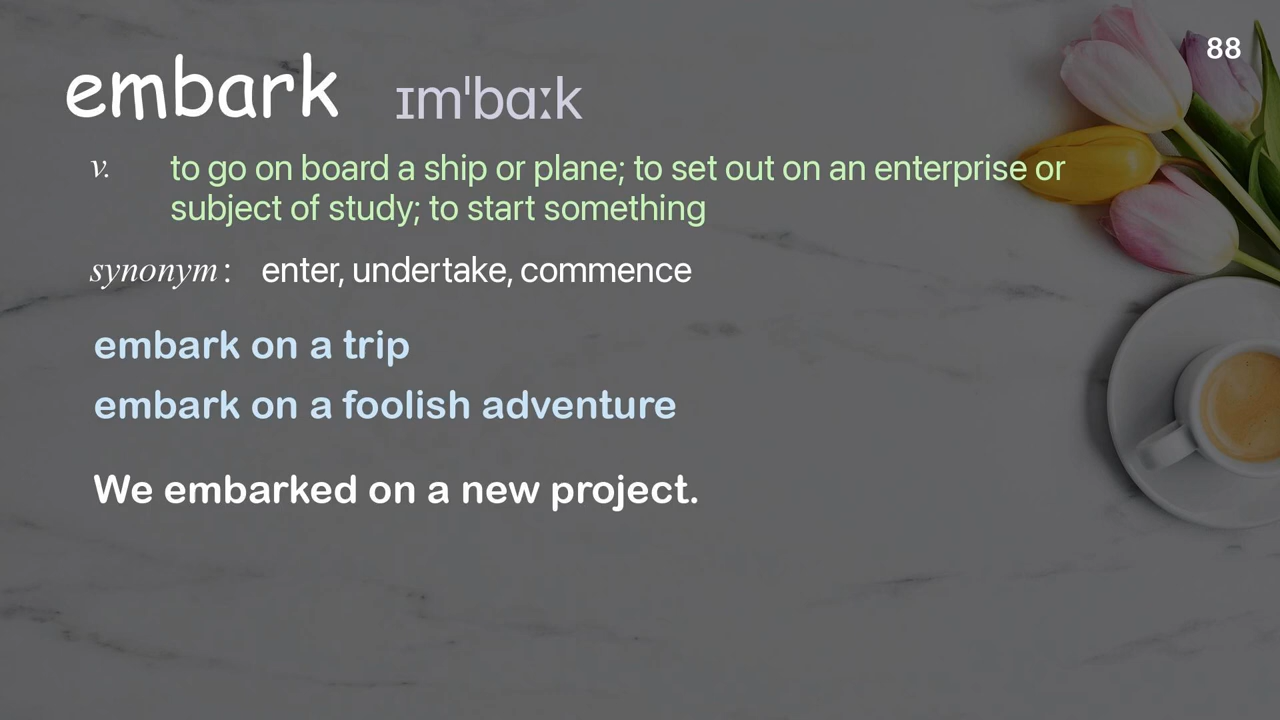 88
embark ɪm'bɑːk
v. to go on board a ship or plane; to set out on an enterprise or
subject of study; to start something
synonym: enter, undertake, commence
embark on a trip
embark on a foolish adventure
We embarked on a new project.